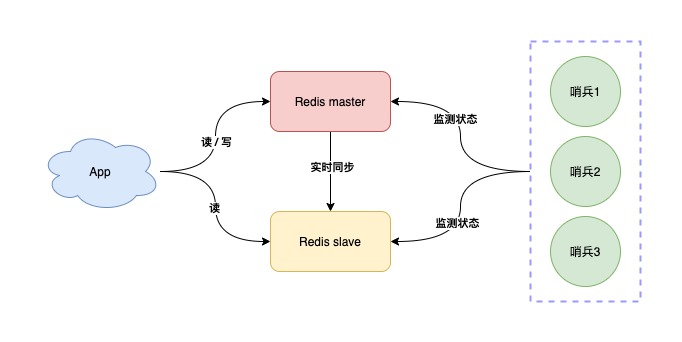 Redis master
哨兵1
监测状态
读 / 写
实时同步
App
哨兵2
读
监测状态
Redis slave
哨兵3